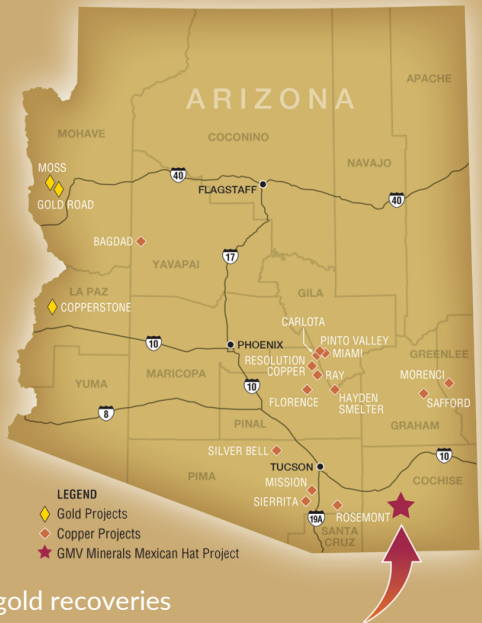 APACHE
ARIZONA
MOHAVE
COCONINO
NAVAJO
MOSS
40
FLAGSTAFF
40
GOLD ROAD
BAGDAD
17
YAVAPAI
LA PAZ
GILA
COPPERSTONE
CARLOTA
PINTO VALLEY
10
PHOENIX
MIAMI
RESOLUTION
COPPER
GREENLEE
MARICOPA
RAY
MORENCI
YUMA
10
FLORENCE
HAYDEN
SMELTER
SAFFORD
8
PINAL
GRAHAM
SILVER BELL
10
TUCSON
PIMA
MISSION
COCHISE
SIERRITA
ROSEMONT
19A
SANTA
CRUZ
LEGEND
Gold Projects
Copper Projects
GMV Minerals Mexican Hat Project
gold recoveries